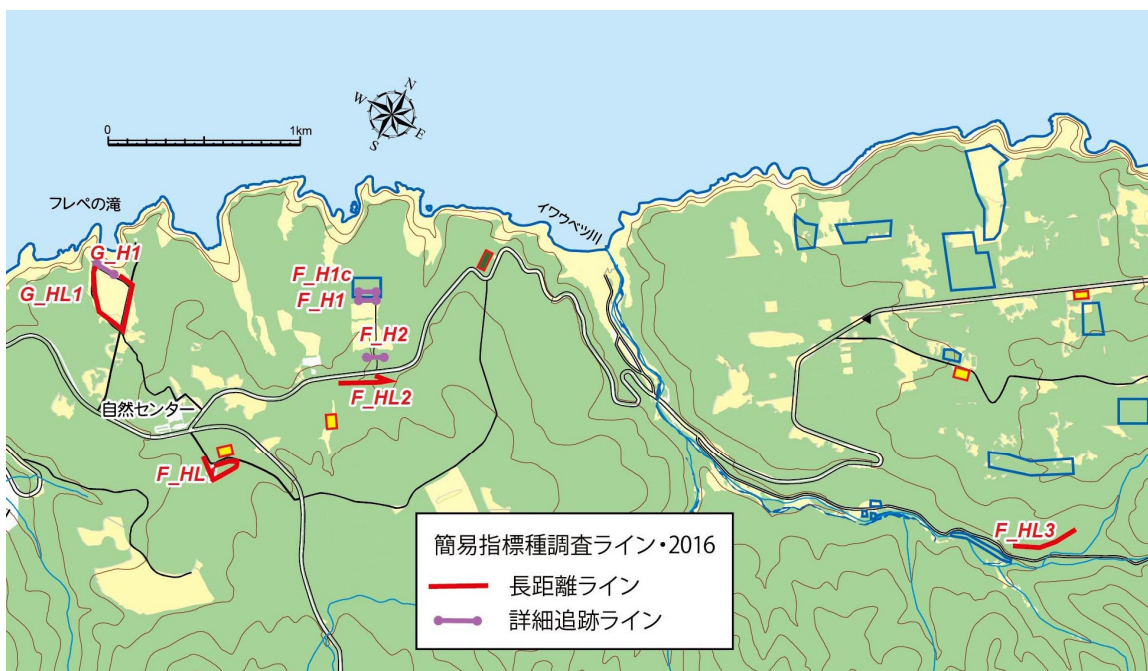 N
W
E
S
0
1km
フレペの滝
イワウベツ川
G_H1
G_HL1
F_H1c
F_H1
F_H2
F_HL2
自然センター
F_HL
F_HL3
簡易指標種調査ライン・2016
長距離ライン
詳細追跡ライン